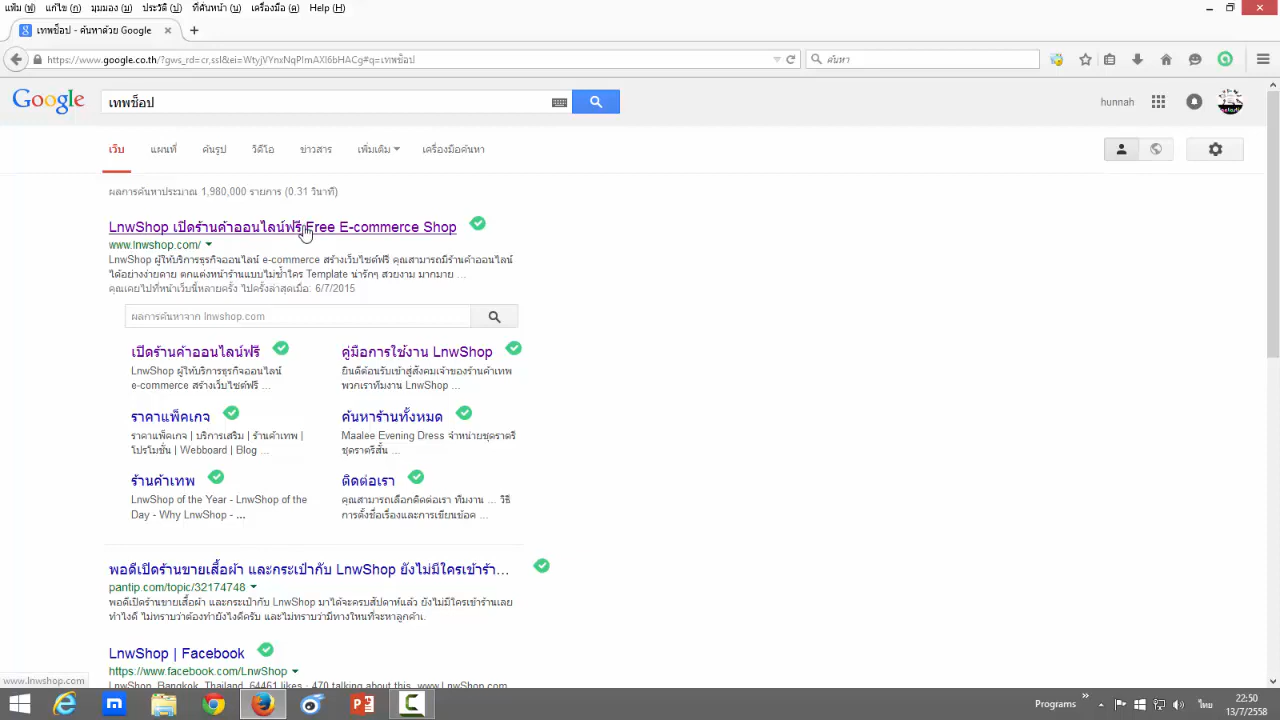 แฟ้ม (ฟ) แก้ไข (ก) มุมมอง (ม) ประวัติ (ป) ที่คั่นหน้า (บ) เครื่องมือ (ค) Help (H)
เทพช็อป - ค้นหาด้วย Google
https://www.google.co.th/?gws_rd=cr,ssl&ei=WtyjVYnxNqPImAXI6bHACg#q=เทพช็อป
ค้นหา
Google เทพช็อป
hunnah
เว็บ แผนที่ ค้นรูป วิดีโอ ข่าวสาร เพิ่มเติม เครื่องมือค้นหา
ผลการค้นหาประมาณ 1,980,000 รายการ (0.31 วินาที)
LnwShop เปิดร้านค้าออนไลน์ฟรี Free E-commerce Shop
www.lnwshop.com/
LnwShop ผู้ให้บริการธุรกิจออนไลน์ e-commerce สร้างเว็บไซต์ฟรี คุณสามารถมีร้านค้าออนไลน์
ได้อย่างง่ายดาย ตกแต่งหน้าร้านแบบไม่ซ้ำใคร Template น่ารักๆ สวยงาม มากมาย ...
คุณเคยไปที่หน้าเว็บนี้หลายครั้ง ไปครั้งล่าสุดเมื่อ: 6/7/2015
ผลการค้นหาจาก lnwshop.com
เปิดร้านค้าออนไลน์ฟรี
LnwShop ผู้ให้บริการธุรกิจออนไลน์
e-commerce สร้างเว็บไซต์ฟรี ...
คู่มือการใช้งาน LnwShop
ยินดีต้อนรับเข้าสู่สังคมเจ้าของร้านค้าเทพ
พวกเราทีมงาน LnwShop ...
ราคาแพ็คเกจ
ราคาแพ็คเกจ | บริการเสริม | ร้านค้าเทพ |
โปรโมชั่น | Webboard | Blog ...
ค้นหาร้านทั้งหมด
Maalee Evening Dress จำหน่ายชุดราตรี
ชุดราตรีสั้น ...
ร้านค้าเทพ
LnwShop of the Year - LnwShop of the
Day - Why LnwShop - ...
ติดต่อเรา
คุณสามารถเลือกติดต่อเรา ทีมงาน ... วิธี
การตั้งชื่อเรื่องและการเขียนข้อค ...
พอดีเปิดร้านขายเสื้อผ้า และกระเป๋ากับ LnwShop ยังไม่มีใครเข้าร้า...
pantip.com/topic/32174748
พอดีเปิดร้านขายเสื้อผ้า และกระเป๋ากับ LnwShop มาได้จะครบสัปดาห์แล้ว ยังไม่มีใครเข้าร้านเลย
ทำไงดี ไม่ทราบว่าต้องทำยังไงดีครับ และไม่ทราบว่ามีทางไหนที่จะหาลูกค้าเ
LnwShop | Facebook
https://www.facebook.com/LnwShop
LnwShop, Bangkok, Thailand. 64461 likes · 470 talking about this. www.LnwShop.com
www.lnwshop.com
Programs
ไทย
22:50
13/7/2558